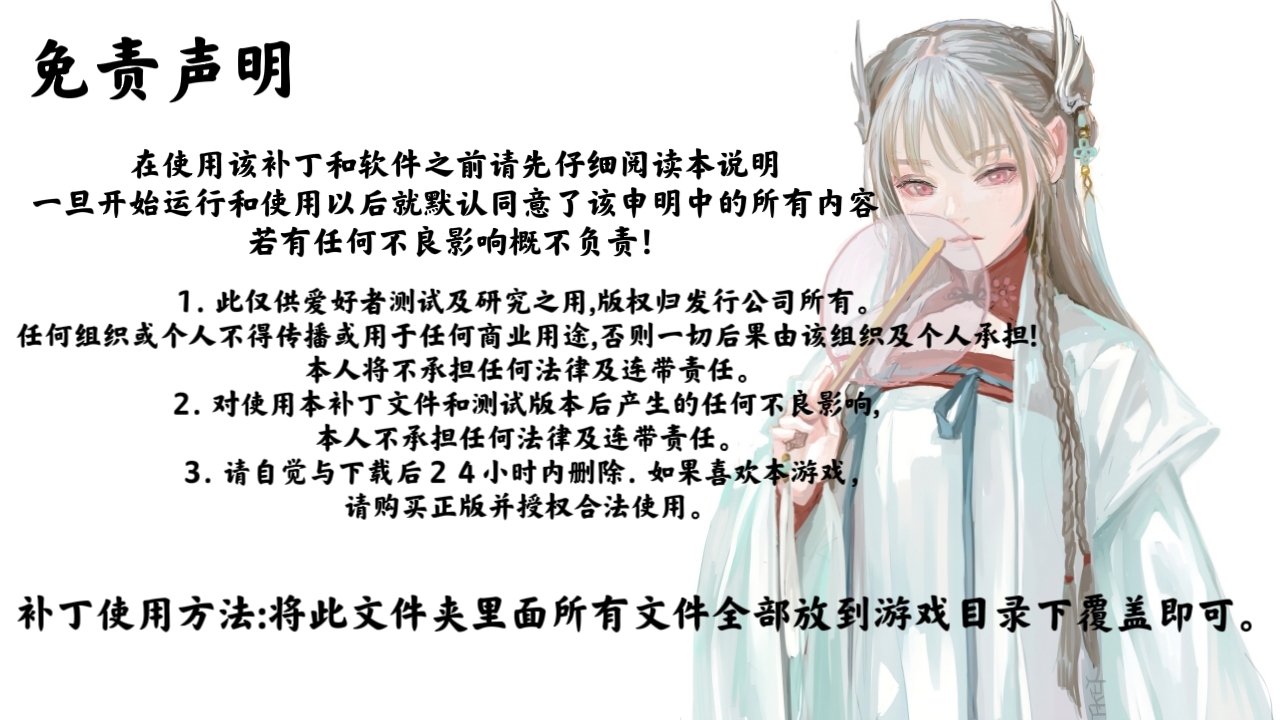 免责声明
在使用该补丁和软件之前请先仔细阅读本说明
一旦开始运行和使用以后就默认同意了该申明中的所有内容
若有任何不良影响概不负责!
1. 此仅供爱好者测试及研究之用,版权归发行公司所有。
任何组织或个人不得传播或用于任何商业用途,否则一切后果由该组织及个人承担!
本人将不承担任何法律及连带责任。
2. 对使用本补丁文件和测试版本后产生的任何不良影响,
本人不承担任何法律及连带责任。
3. 请自觉与下载后２４小时内删除. 如果喜欢本游戏,
请购买正版并授权合法使用。
补丁使用方法:将此文件夹里面所有文件全部放到游戏目录下覆盖即可。